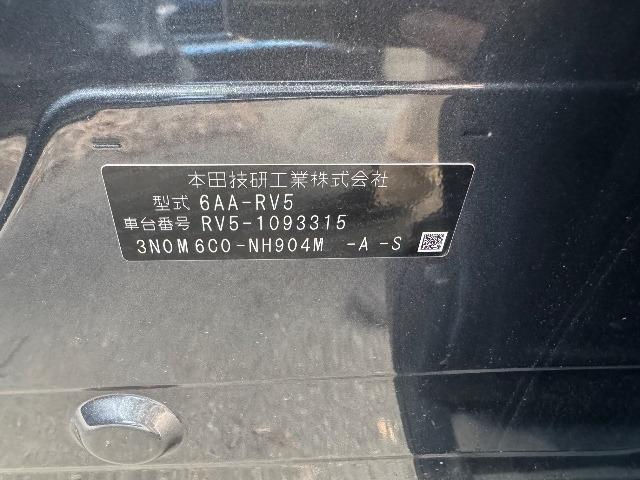 本田技研工業株式会社
型式 6AA-RV5
車台番号 RV5-1093315
3N0M6C0-NH904M -A-S